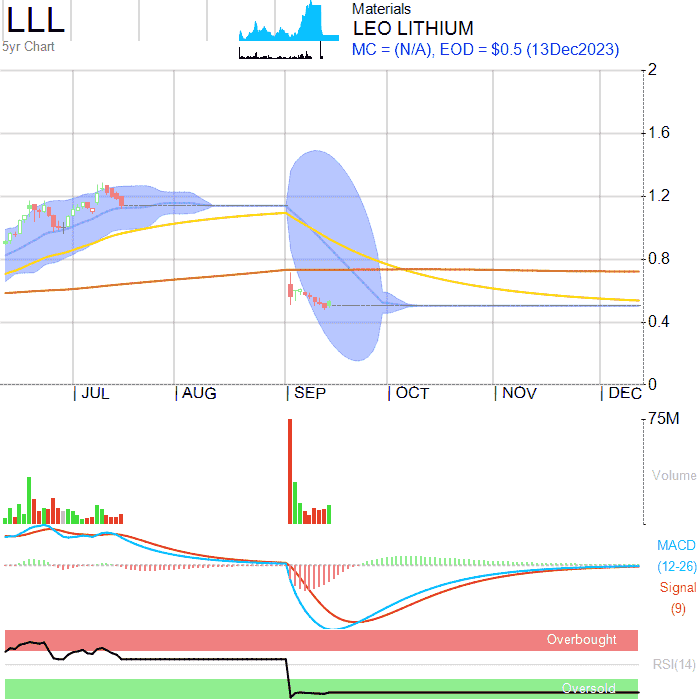 LLL
5yr Chart
Materials
LEO LITHIUM
MC = (N/A), EOD = $0.5 (13Dec2023)
2
1.6
1.2
0.8
0.4
0
| JUL | AUG | SEP | OCT | NOV | DEC
75M
Volume
MACD
(12-26)
Signal
(9)
Overbought
RSI(14)
Oversold